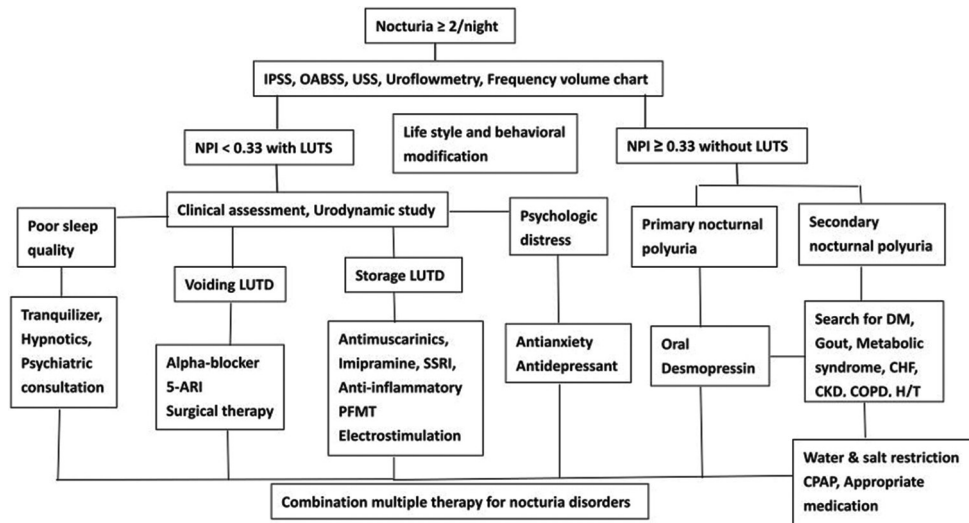 Nocturia ≥ 2/night
IPSS, OABSS, USS, Uroflowmetry, Frequency volume chart
NPI < 0.33 with LUTS
Life style and behavioral
modification
NPI ≥ 0.33 without LUTS
Poor sleep
quality
Clinical assessment, Urodynamic study
Psychologic
distress
Primary nocturnal
polyuria
Secondary
nocturnal polyuria
Voiding LUTD
Storage LUTD
Tranquilizer,
Hypnotics,
Psychiatric
consultation
Alpha-blocker
5-ARI
Surgical therapy
Antimuscarinics,
Imipramine, SSRI,
Anti-inflammatory
PFMT
Electrostimulation
Antianxiety
Antidepressant
Oral
Desmopressin
Search for DM,
Gout, Metabolic
syndrome, CHF,
CKD. COPD. H/T
Water & salt restriction
CPAP, Appropriate
medication
Combination multiple therapy for nocturia disorders